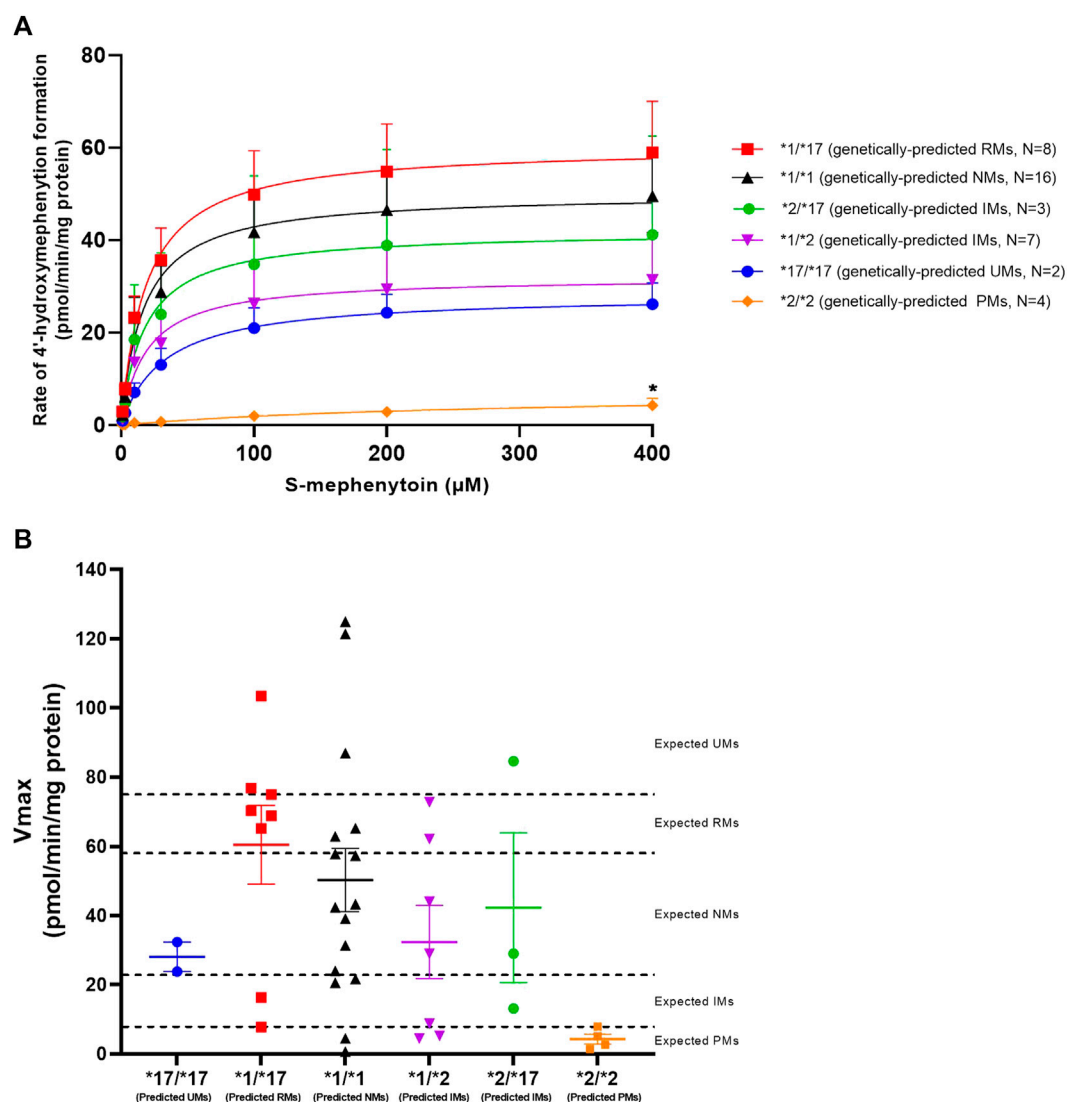 A
80
60
40
20
0
Rate of 4'-hydroxymephenytion formation
(pmol/min/mg protein)
*
0
100
200
300
400
S-mephenytoin (µM)
*1/*17 (genetically-predicted RMs, N=8)
*1/*1 (genetically-predicted NMs, N=16)
*2/*17 (genetically-predicted IMs, N=3)
*1/*2 (genetically-predicted IMs, N=7)
*17/*17 (genetically-predicted UMs, N=2)
*2/*2 (genetically-predicted PMs, N=4)
B
140
120
100
80
60
40
20
0
Vmax
(pmol/min/mg protein)
Expected UMs
Expected RMs
Expected NMs
Expected IMs
Expected PMs
*17/*17
(Predicted UMs)
*1/*17
(Predicted RMs)
*1/*1
(Predicted NMs)
*1/*2
(Predicted IMs)
*2/*17
(Predicted IMs)
*2/*2
(Predicted PMs)